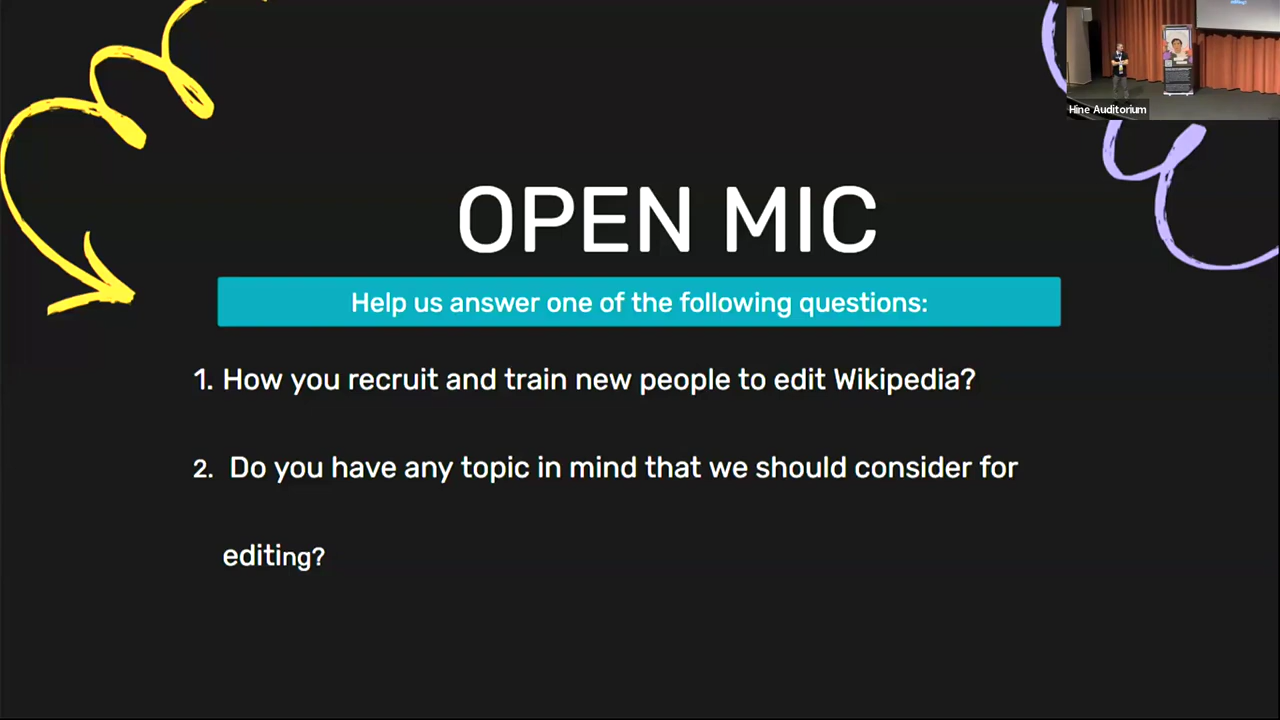 Hine Auditorium
OPEN MIC
Help us answer one of the following questions:
1. How you recruit and train new people to edit Wikipedia?
2. Do you have any topic in mind that we should consider for
editing?